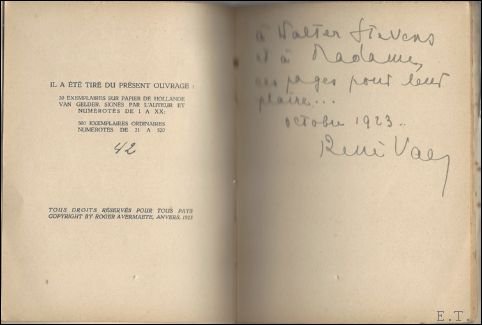 IL A ÉTÉ TIRÉ DU PRÉSENT OUVRAGE :
20 EXEMPLAIRES SUR PAPIER DE HOLLANDE
VAN GELDER, SIGNÉS PAR L'AUTEUR ET
NUMÉROTÉS DE I A XX;
500 EXEMPLAIRES ORDINAIRES
NUMÉROTÉS DE 21 A 520
42
TOUS DROITS RÉSERVÉS POUR TOUS PAYS
COPYRIGHT BY ROGER AVERMAETE, ANVERS, 1923
à Walter Stevens
et à Madame,
ces pages pour leur
plaire...
octobre 1923.
René Vaes
E.T.